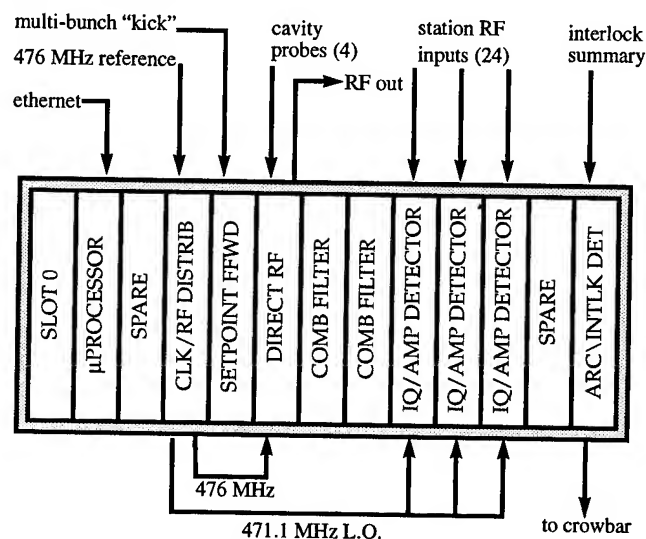 multi-bunch “kick”
476 MHz reference
ethernet
cavity
probes (4)
RF out
station RF
inputs (24)
interlock
summary
SLOT 0
µPROCESSOR
SPARE
CLK/RF DISTRIB
SETPOINT FFWD
DIRECT RF
COMB FILTER
COMB FILTER
IQ/AMP DETECTOR
IQ/AMP DETECTOR
IQ/AMP DETECTOR
SPARE
ARC\INTLK DET
476 MHz
471.1 MHz L.O.
to crowbar